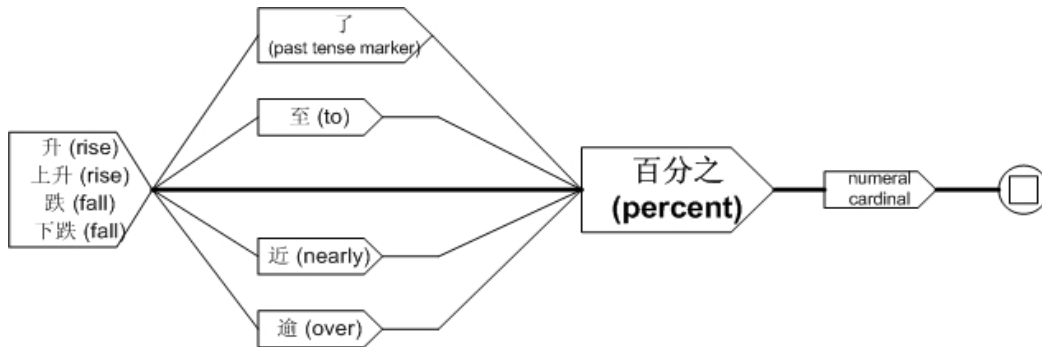 升 (rise)
上升 (rise)
跌 (fall)
下跌 (fall)
了
(past tense marker)
至 (to)
近 (nearly)
逾 (over)
百分之
(percent)
numeral
cardinal